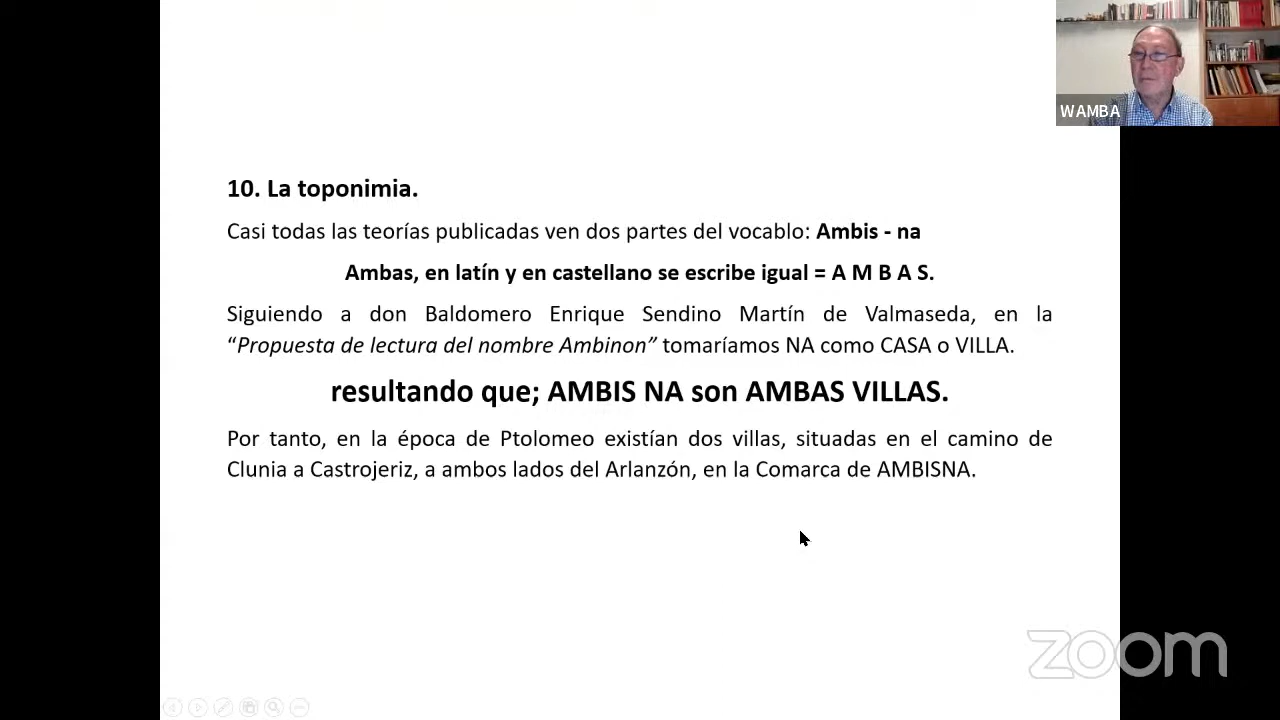 WAMBA
10. La toponimia.
Casi todas las teorías publicadas ven dos partes del vocablo: Ambis - na
Ambas, en latín y en castellano se escribe igual = A M B A S.
Siguiendo a don Baldomero Enrique Sendino Martín de Valmaseda, en la
“Propuesta de lectura del nombre Ambinon” tomaríamos NA como CASA o VILLA.
resultando que; AMBIS NA son AMBAS VILLAS.
Por tanto, en la época de Ptolomeo existían dos villas, situadas en el camino de
Clunia a Castrojeriz, a ambos lados del Arlanzón, en la Comarca de AMBISNA.
zoom